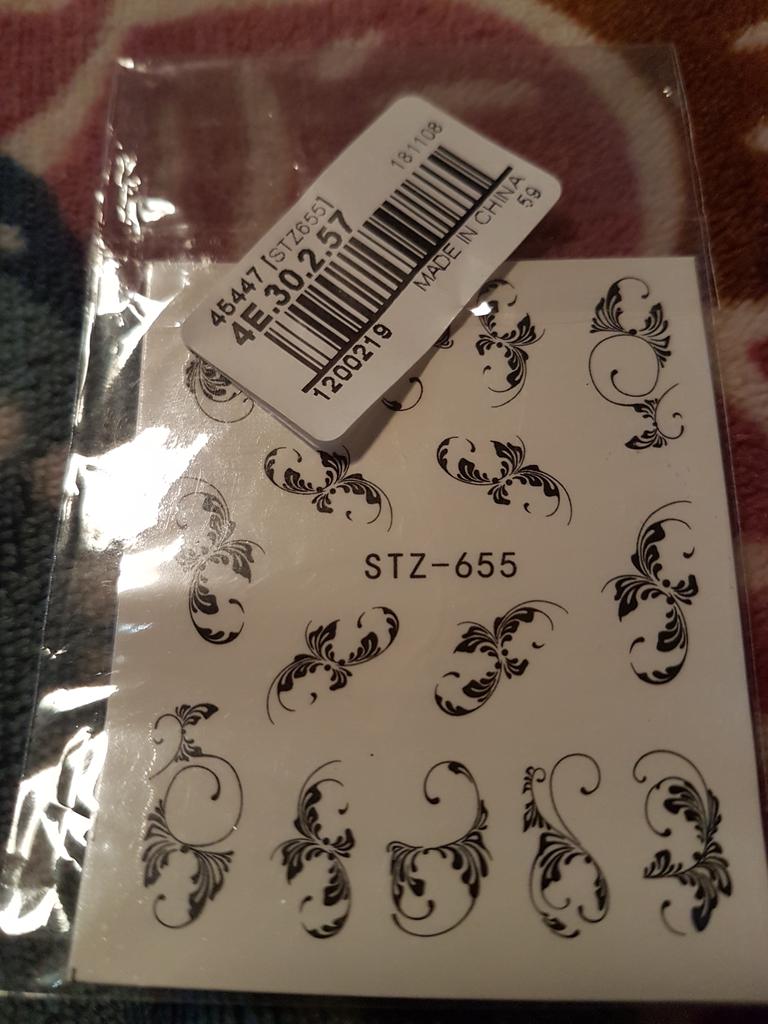 181108
45447 [STZ655]
4E.30.2.57
1200219
MADE IN CHINA
59
STZ-655